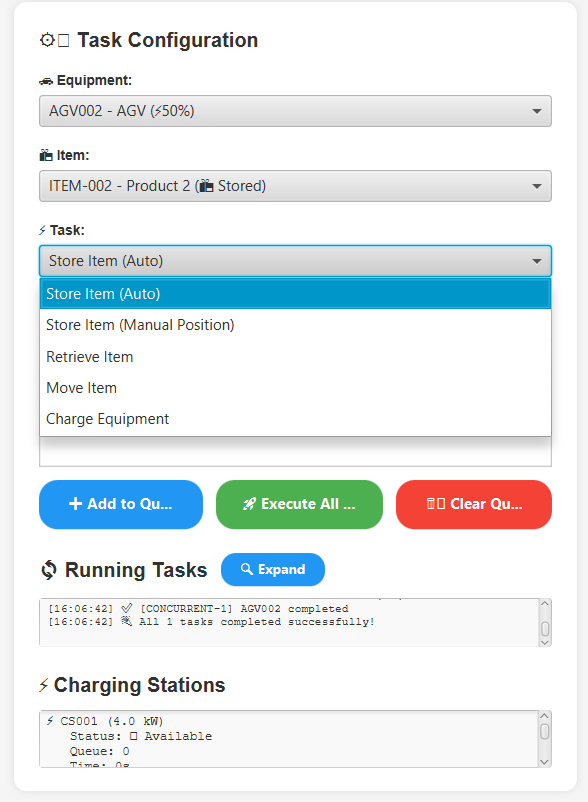 Task Configuration
Equipment:
AGV002 - AGV (⚡50%)
Item:
ITEM-002 - Product 2 (Stored)
⚡ Task:
Store Item (Auto)
Store Item (Auto)
Store Item (Manual Position)
Retrieve Item
Move Item
Charge Equipment
Add to Qu...
Execute All ...
Clear Qu...
Running Tasks
Expand
[16:06:42] ✓ [CONCURRENT-1] AGV002 completed
[16:06:42] All 1 tasks completed successfully!
⚡ Charging Stations
⚡ CS001 (4.0 kW)
Status: Available
Queue: 0
Time: 0s